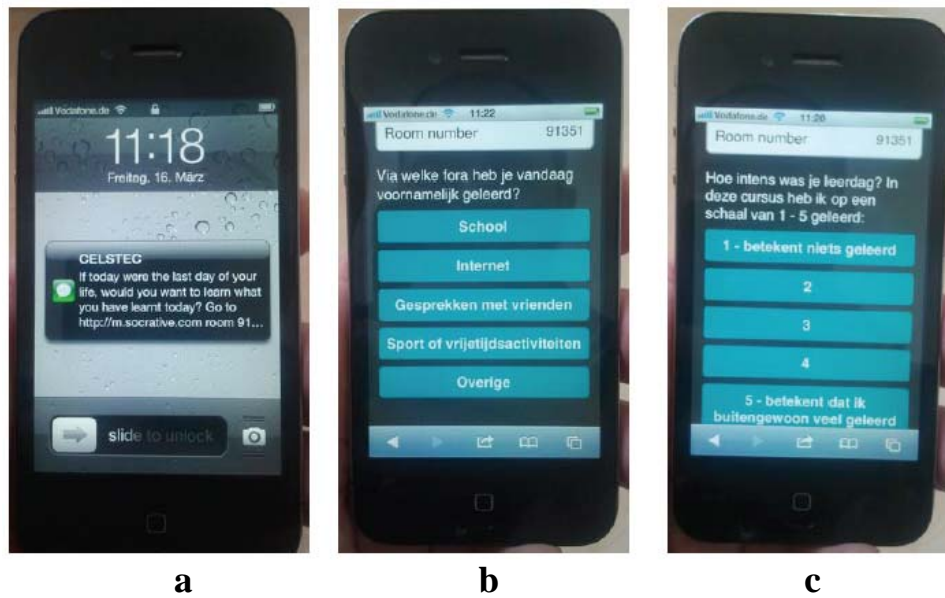 Vodafone.de
11:18
Freitag, 16. März
CELSTEC
If today were the last day of your
life, would you want to learn what
you have learnt today? Go to
http://m.socrative.com room 91...
slide to unlock
a
Vodafone.de 11:22
Room number 91351
Via welke fora heb je vandaag
voornamelijk geleerd?
School
Internet
Gesprekken met vrienden
Sport of vrijetijdsactiviteiten
Overige
b
Vodafone.de 11:26
Room number 91351
Hoe intens was je leerdag? In
deze cursus heb ik op een
schaal van 1 - 5 geleerd:
1 - betekent niets geleerd
2
3
4
5 - betekent dat ik
buitengewoon veel geleerd
c